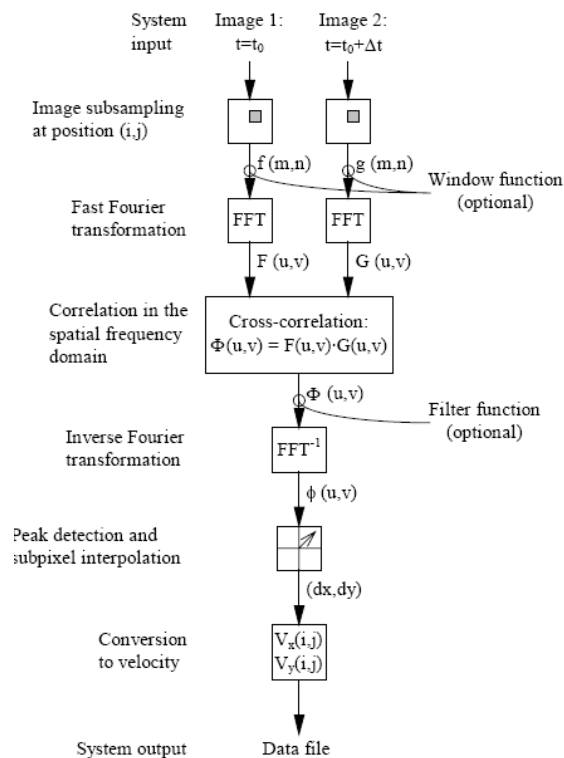 System
input
Image 1:
t=t₀
Image 2:
t=t₀+Δt
Image subsampling
at position (i,j)
f (m,n)
g (m,n)
Window function
(optional)
Fast Fourier
transformation
FFT
FFT
F (u,v)
G (u,v)
Correlation in the
spatial frequency
domain
Cross-correlation:
Φ(u,v) = F(u,v)·G(u,v)
Φ (u,v)
Filter function
(optional)
Inverse Fourier
transformation
FFT⁻¹
ϕ (u,v)
Peak detection and
subpixel interpolation
(dx,dy)
Conversion
to velocity
Vₓ(i,j)
Vᵧ(i,j)
System output
Data file